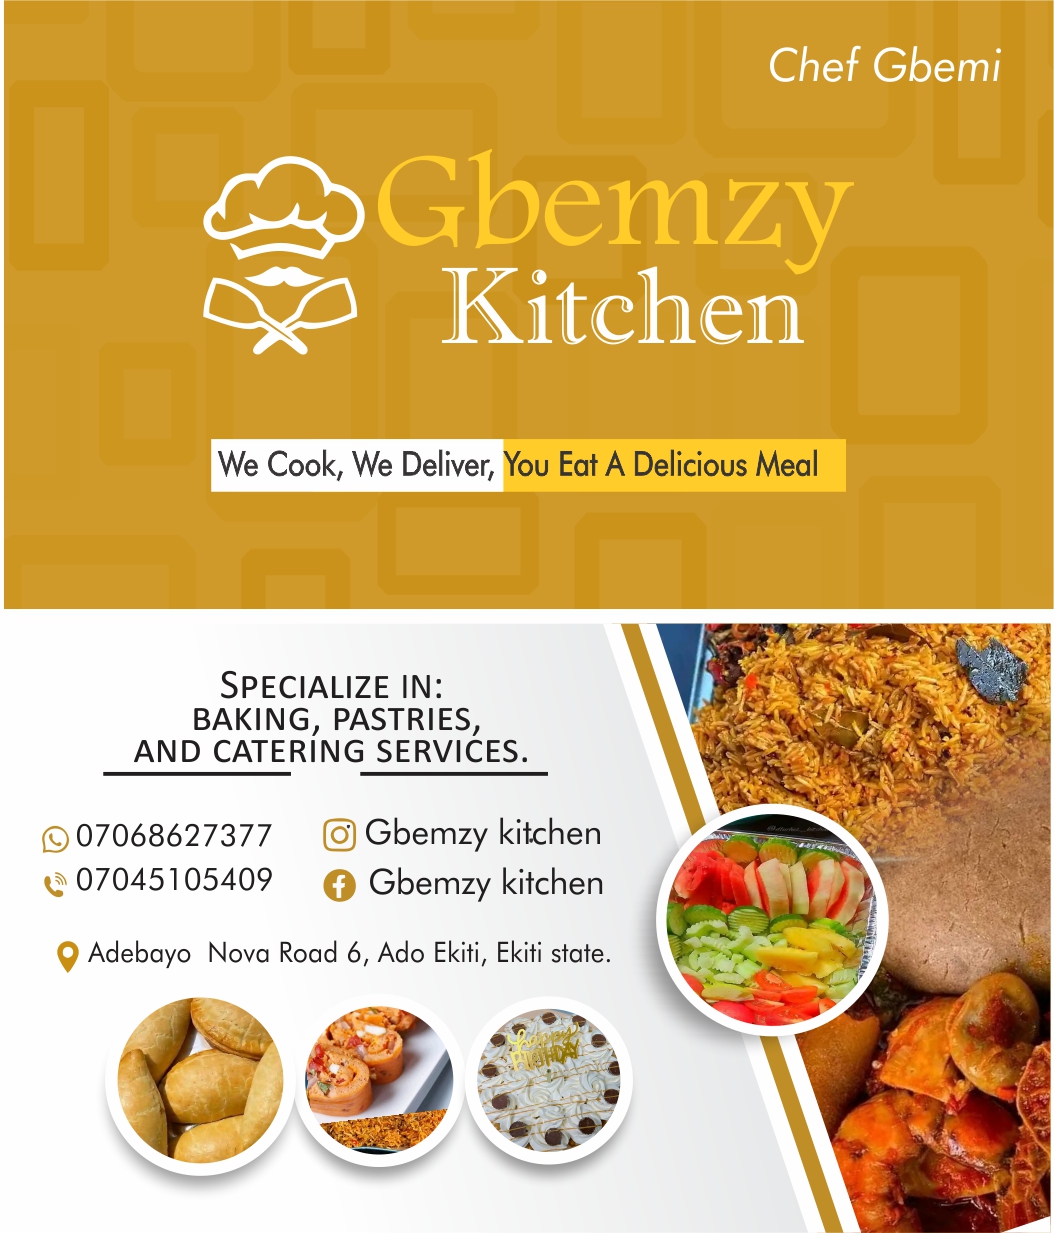 Chef Gbemi
Gbemzy
Kitchen
We Cook, We Deliver, You Eat A Delicious Meal
SPECIALIZE IN:
BAKING, PASTRIES,
AND CATERING SERVICES.
07068627377
Gbemzy kitchen
07045105409
Gbemzy kitchen
Adebayo Nova Road 6, Ado Ekiti, Ekiti state.
happy
BIRTHDAY